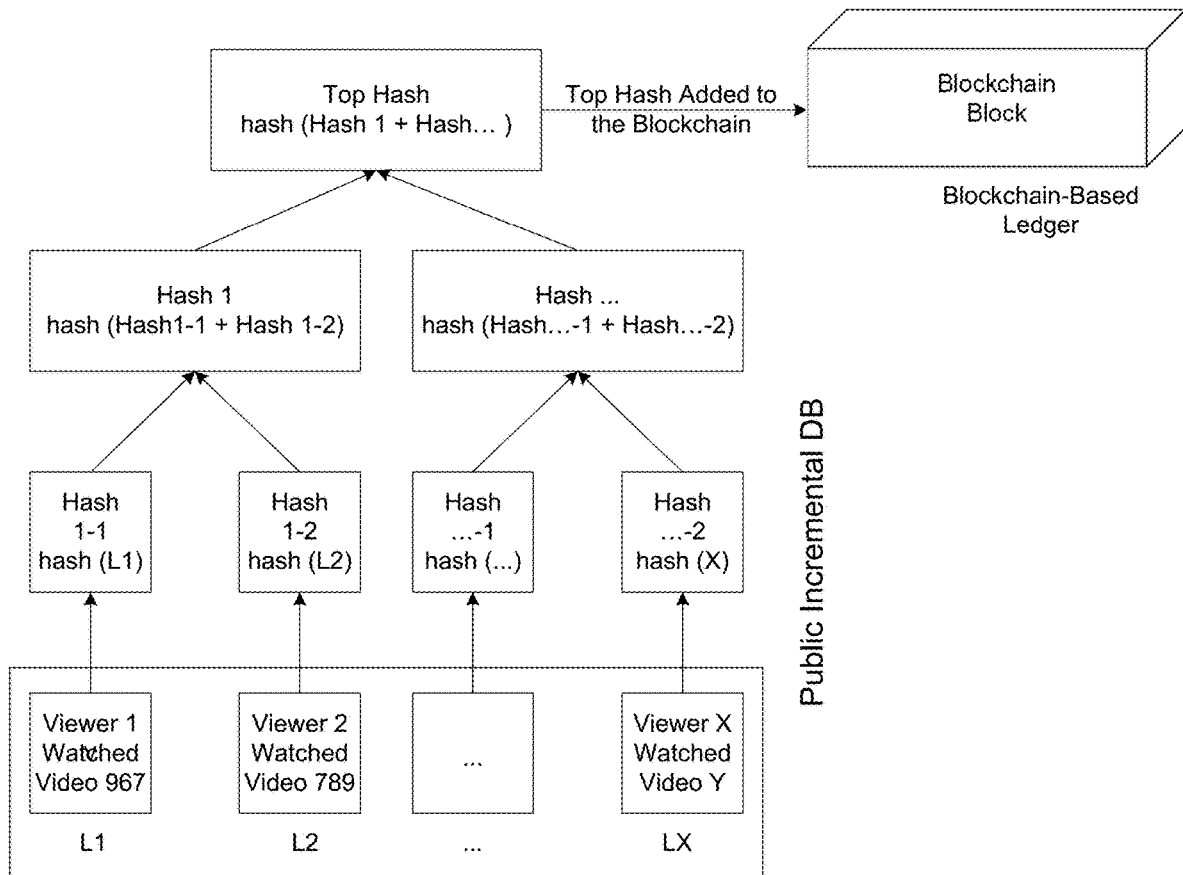 Top Hash
hash (Hash 1 + Hash... )
Top Hash Added to
the Blockchain
Blockchain
Block
Blockchain-Based
Ledger
Hash 1
hash (Hash1-1 + Hash 1-2)
Hash ...
hash (Hash...-1 + Hash...-2)
Hash
1-1
hash (L1)
Hash
1-2
hash (L2)
Hash
...-1
hash (...)
Hash
...-2
hash (X)
Public Incremental DB
Viewer 1
Watched
Video 967
Viewer 2
Watched
Video 789
...
Viewer X
Watched
Video Y
L1
L2
...
LX